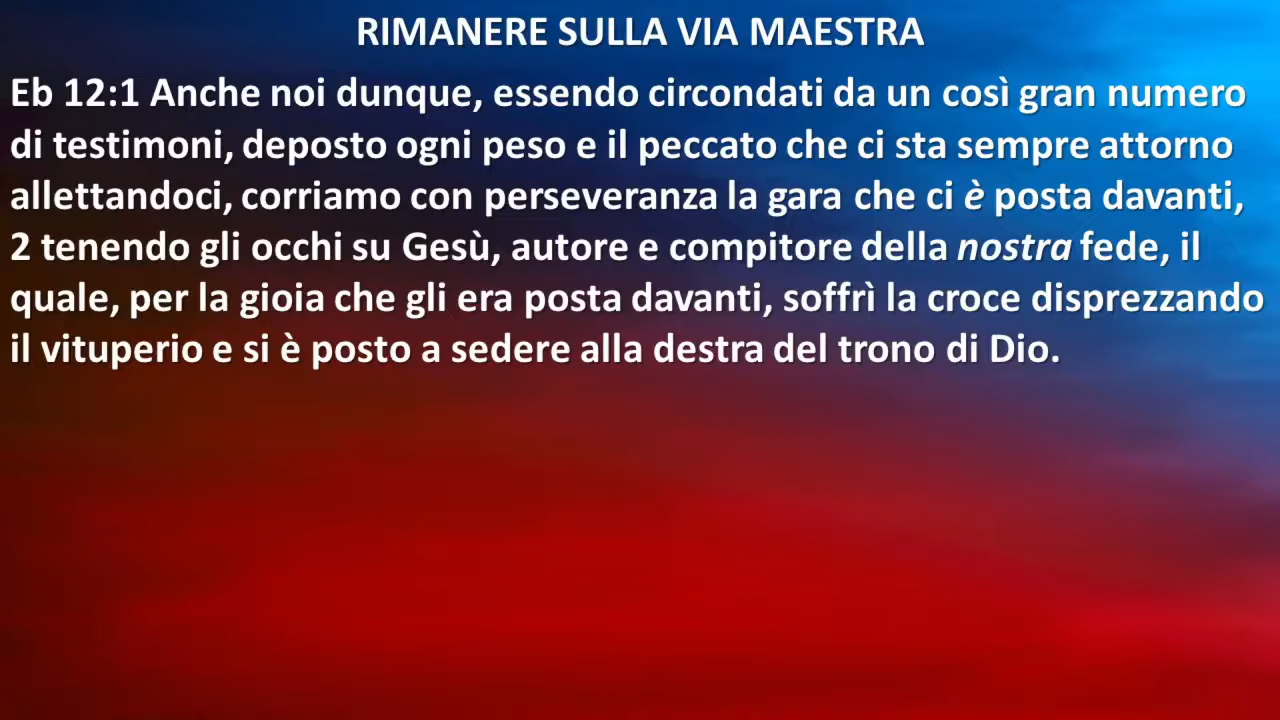 RIMANERE SULLA VIA MAESTRA
Eb 12:1 Anche noi dunque, essendo circondati da un così gran numero
di testimoni, deposto ogni peso e il peccato che ci sta sempre attorno
allettandoci, corriamo con perseveranza la gara che ci è posta davanti,
2 tenendo gli occhi su Gesù, autore e compitore della nostra fede, il
quale, per la gioia che gli era posta davanti, soffrì la croce disprezzando
il vituperio e si è posto a sedere alla destra del trono di Dio.